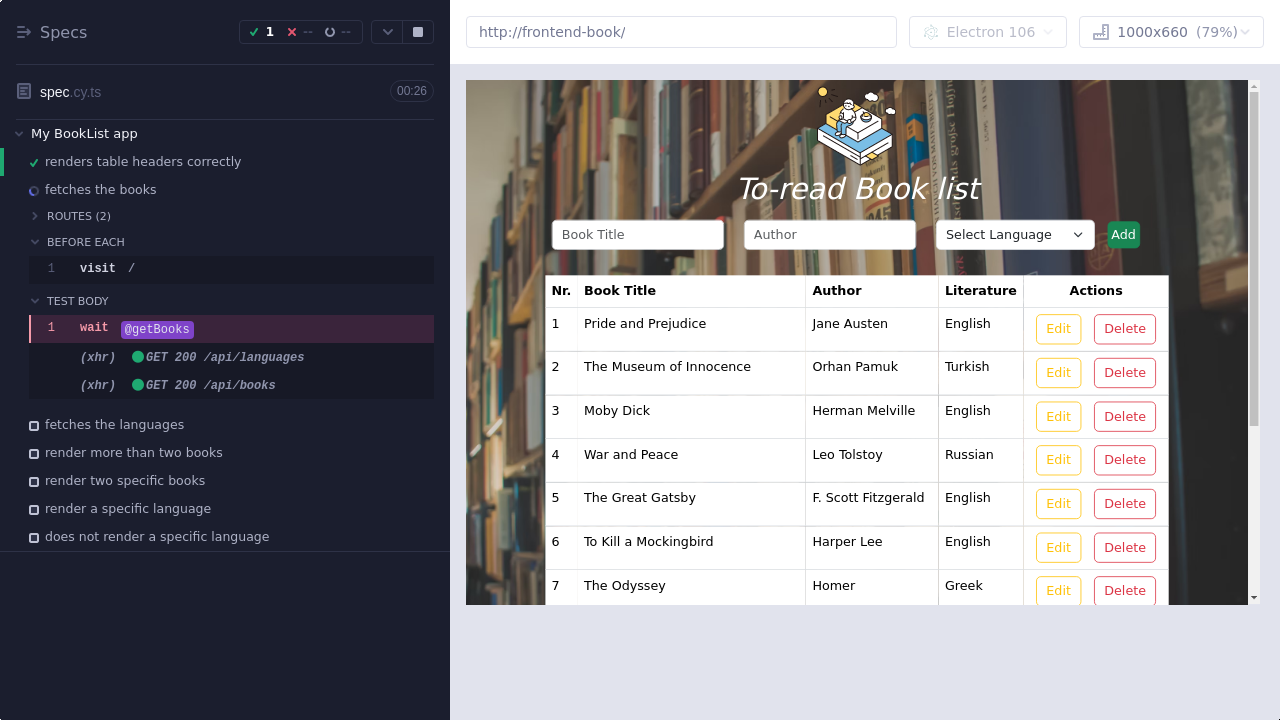 Specs
1 -- --
spec.cy.ts 00:26
My BookList app
renders table headers correctly
fetches the books
ROUTES (2)
BEFORE EACH
1 visit /
TEST BODY
1 wait @getBooks
(xhr) GET 200 /api/languages
(xhr) GET 200 /api/books
fetches the languages
render more than two books
render two specific books
render a specific language
does not render a specific language
http://frontend-book/ Electron 106 1000x660 (79%)
To-read Book list
Book Title Author Select Language Add
Nr. Book Title Author Literature Actions
1 Pride and Prejudice Jane Austen English Edit Delete
2 The Museum of Innocence Orhan Pamuk Turkish Edit Delete
3 Moby Dick Herman Melville English Edit Delete
4 War and Peace Leo Tolstoy Russian Edit Delete
5 The Great Gatsby F. Scott Fitzgerald English Edit Delete
6 To Kill a Mockingbird Harper Lee English Edit Delete
7 The Odyssey Homer Greek Edit Delete